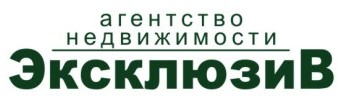 агентство
недвижимости
ЭксклюзиВ